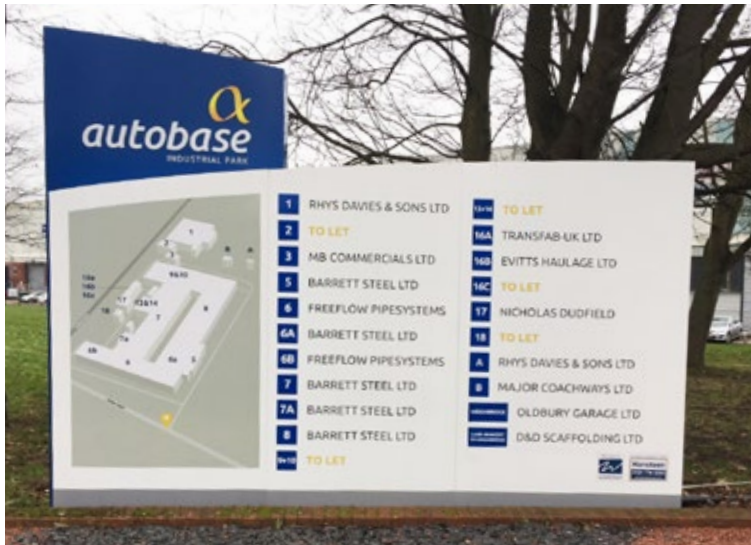 autobase
INDUSTRIAL PARK
1 RHYS DAVIES & SONS LTD
2 TO LET
3 MB COMMERCIALS LTD
5 BARRETT STEEL LTD
6 FREEFLOW PIPESYSTEMS
6A BARRETT STEEL LTD
6B FREEFLOW PIPESYSTEMS
7 BARRETT STEEL LTD
7A BARRETT STEEL LTD
8 BARRETT STEEL LTD
9+10 TO LET
TO LET
16A TRANSFAB-UK LTD
16B EVITTS HAULAGE LTD
16C TO LET
17 NICHOLAS DUDFIELD
18 TO LET
A RHYS DAVIES & SONS LTD
B MAJOR COACHWAYS LTD
OLDBURY GARAGE LTD
D&D SCAFFOLDING LTD